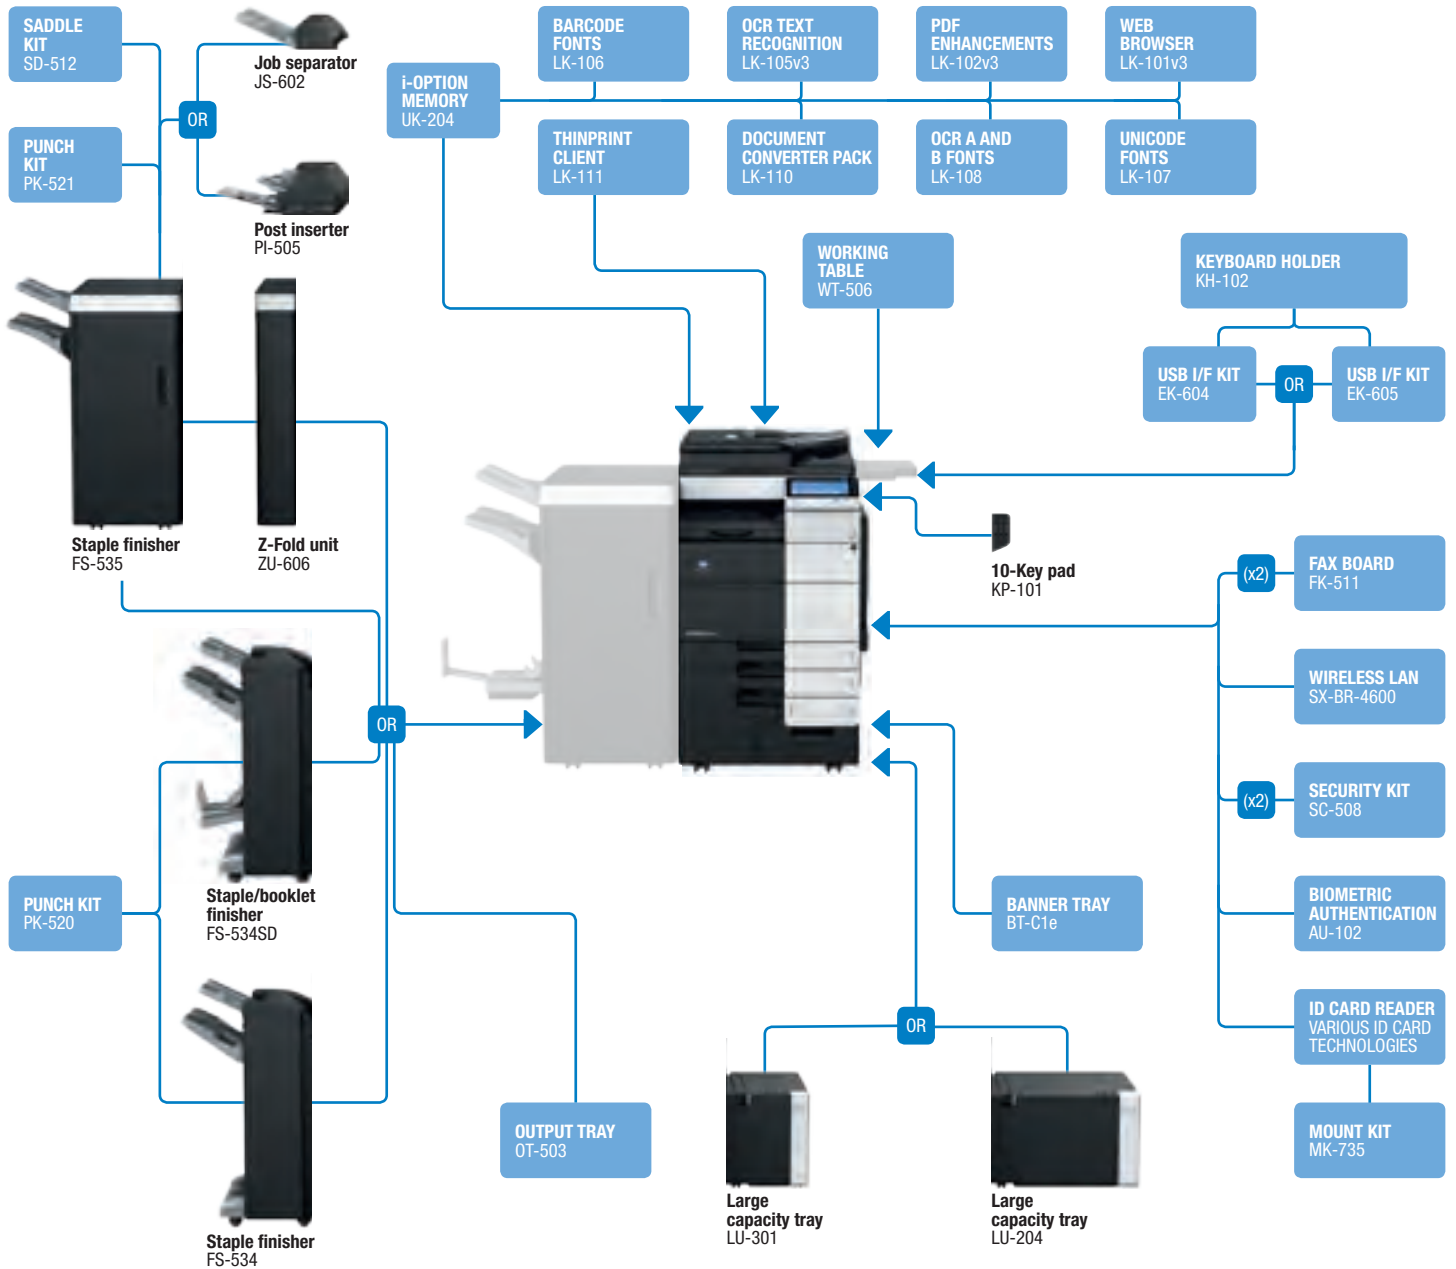 SADDLE
KIT
SD-512
Job separator
JS-602
OR
PUNCH
KIT
PK-521
Post inserter
PI-505
i-OPTION
MEMORY
UK-204
BARCODE
FONTS
LK-106
OCR TEXT
RECOGNITION
LK-105v3
PDF
ENHANCEMENTS
LK-102v3
WEB
BROWSER
LK-101v3
THINPRINT
CLIENT
LK-111
DOCUMENT
CONVERTER PACK
LK-110
OCR A AND
B FONTS
LK-108
UNICODE
FONTS
LK-107
WORKING
TABLE
WT-506
KEYBOARD HOLDER
KH-102
USB I/F KIT
EK-604
OR
USB I/F KIT
EK-605
Staple finisher
FS-535
Z-Fold unit
ZU-606
10-Key pad
KP-101
(x2)
FAX BOARD
FK-511
WIRELESS LAN
SX-BR-4600
OR
(x2)
SECURITY KIT
SC-508
PUNCH KIT
PK-520
Staple/booklet
finisher
FS-534SD
BANNER TRAY
BT-C1e
BIOMETRIC
AUTHENTICATION
AU-102
OR
ID CARD READER
VARIOUS ID CARD
TECHNOLOGIES
OUTPUT TRAY
OT-503
MOUNT KIT
MK-735
Large
capacity tray
LU-301
Large
capacity tray
LU-204
Staple finisher
FS-534